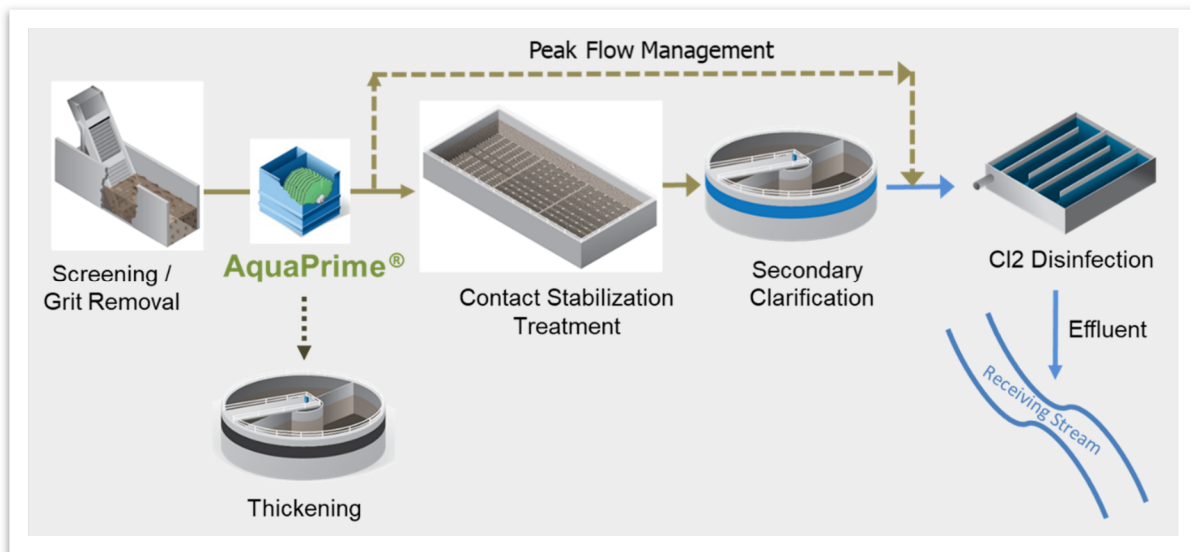 Peak Flow Management
Screening /
Grit Removal
AquaPrime®
Contact Stabilization
Treatment
Secondary
Clarification
Cl2 Disinfection
Effluent
Receiving Stream
Thickening